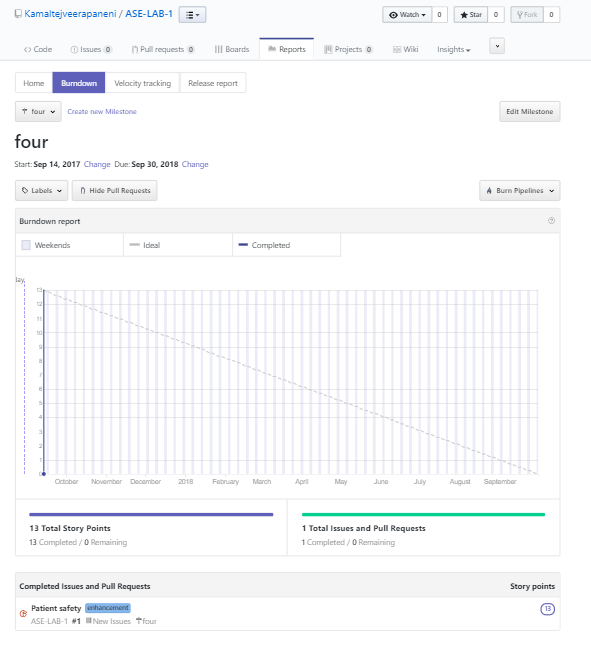 Kamaltejveerapaneni / ASE-LAB-1
Watch 0 Star 0 Fork 0
Code Issues 0 Pull requests 0 Boards Reports Projects 0 Wiki Insights
Home Burndown Velocity tracking Release report
four Create new Milestone Edit Milestone
four
Start: Sep 14, 2017 Change Due: Sep 30, 2018 Change
Labels Hide Pull Requests Burn Pipelines
Burndown report
Weekends Ideal Completed
lay
13
12
11
10
9
8
7
6
5
4
3
2
1
0
October November December 2018 February March April May June July August September
13 Total Story Points
13 Completed / 0 Remaining
1 Total Issues and Pull Requests
1 Completed / 0 Remaining
Completed Issues and Pull Requests Story points
Patient safety enhancement 13
ASE-LAB-1 #1 New Issues four